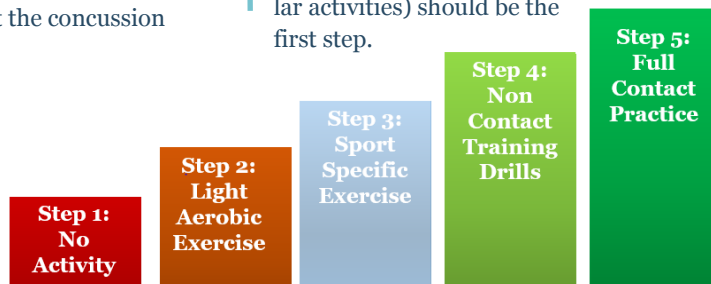 t the concussion
lar activities) should be the
first step.
Step 1:
No
Activity
Step 2:
Light
Aerobic
Exercise
Step 3:
Sport
Specific
Exercise
Step 4:
Non
Contact
Training
Drills
Step 5:
Full
Contact
Practice